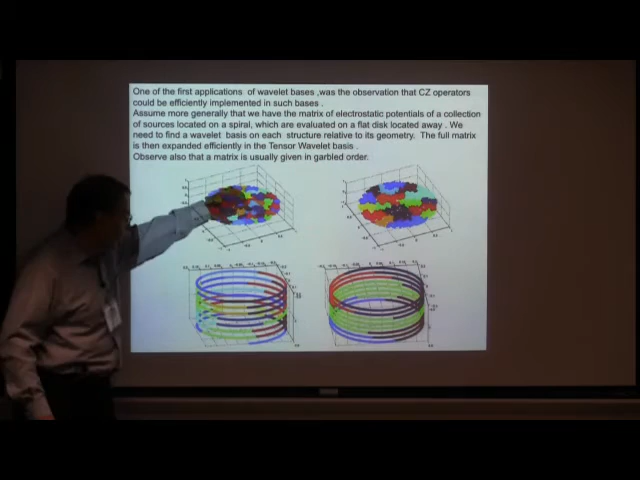 One of the first applications of wavelet bases ,was the observation that CZ operators
could be efficiently implemented in such bases .
Assume more generally that we have the matrix of electrostatic potentials of a collection
of sources located on a spiral, which are evaluated on a flat disk located away . We
need to find a wavelet basis on each structure relative to its geometry. The full matrix
is then expanded efficiently in the Tensor Wavelet basis .
Observe also that a matrix is usually given in garbled order.